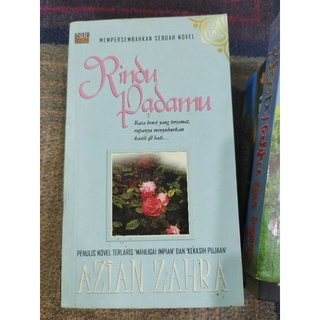 MEMPERSEMBAHKAN SEBUAH NOVEL
Rindu
Padamu
Rasa benci yang tersemat,
rupanya menyuburkan
kasih di hati...
PENULIS NOVEL TERLARIS 'MAHLIGAI IMPIAN' DAN 'KEKASIH PUJAAN'
AZIAN ZAHRA